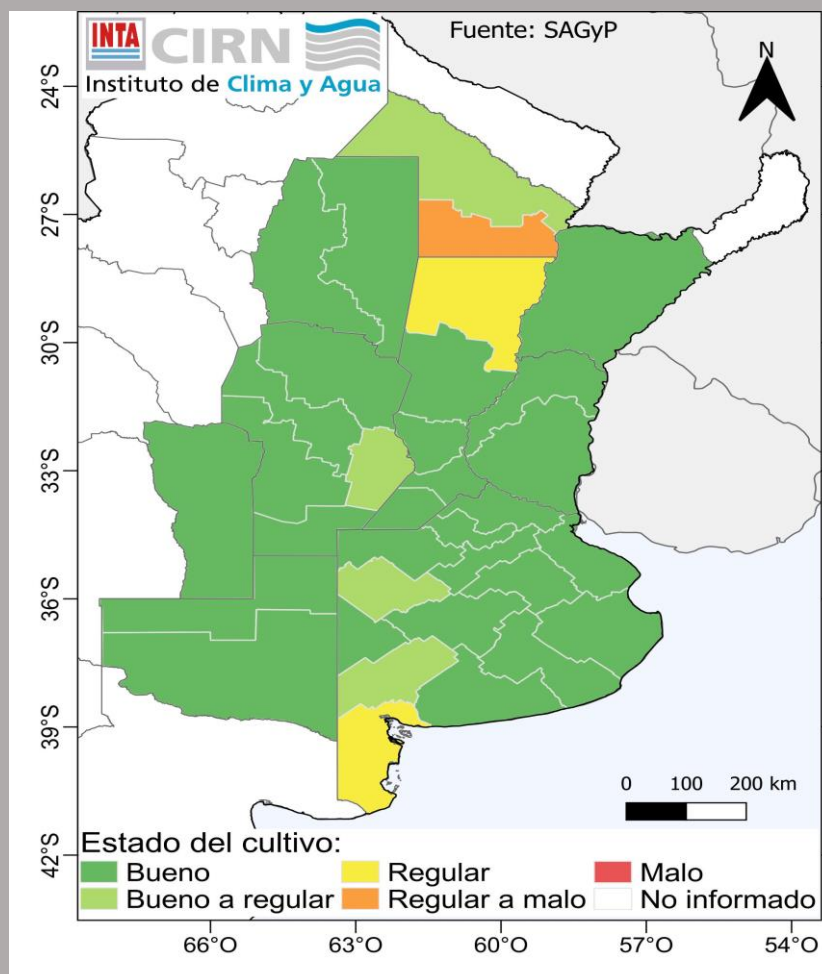 INTA CIRN
Instituto de Clima y Agua
Fuente: SAGyP
N
24°S
27°S
30°S
33°S
36°S
39°S
42°S
0 100 200 km
Estado del cultivo:
Bueno Regular Malo
Bueno a regular Regular a malo No informado
66°O 63°O 60°O 57°O 54°O